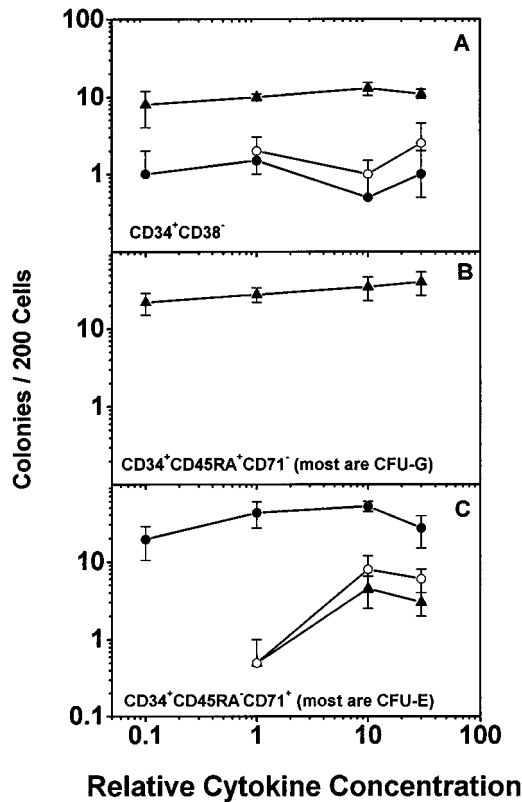 100
A
10
1
CD34⁺CD38⁻
B
10
1
CD34⁺CD45RA⁺CD71⁻ (most are CFU-G)
C
10
1
0.1
CD34⁺CD45RA⁻CD71⁺ (most are CFU-E)
0.1 1 10 100
Colonies / 200 Cells
Relative Cytokine Concentration